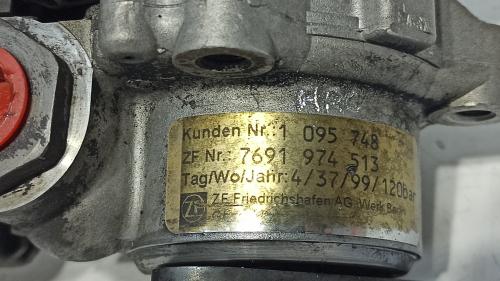 Kunden Nr.: 1 095 748
ZF Nr.: 7691 974 513
Tag/Wo/Jahr: 4/37/99/120bar
ZF Friedrichshafen AG Werk